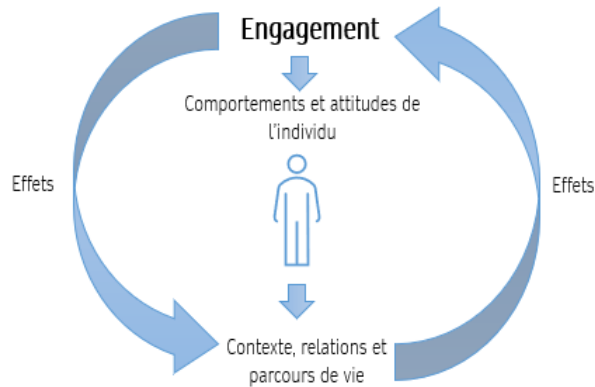 Engagement
Comportements et attitudes de
l'individu
Effets
Effets
Contexte, relations et
parcours de vie